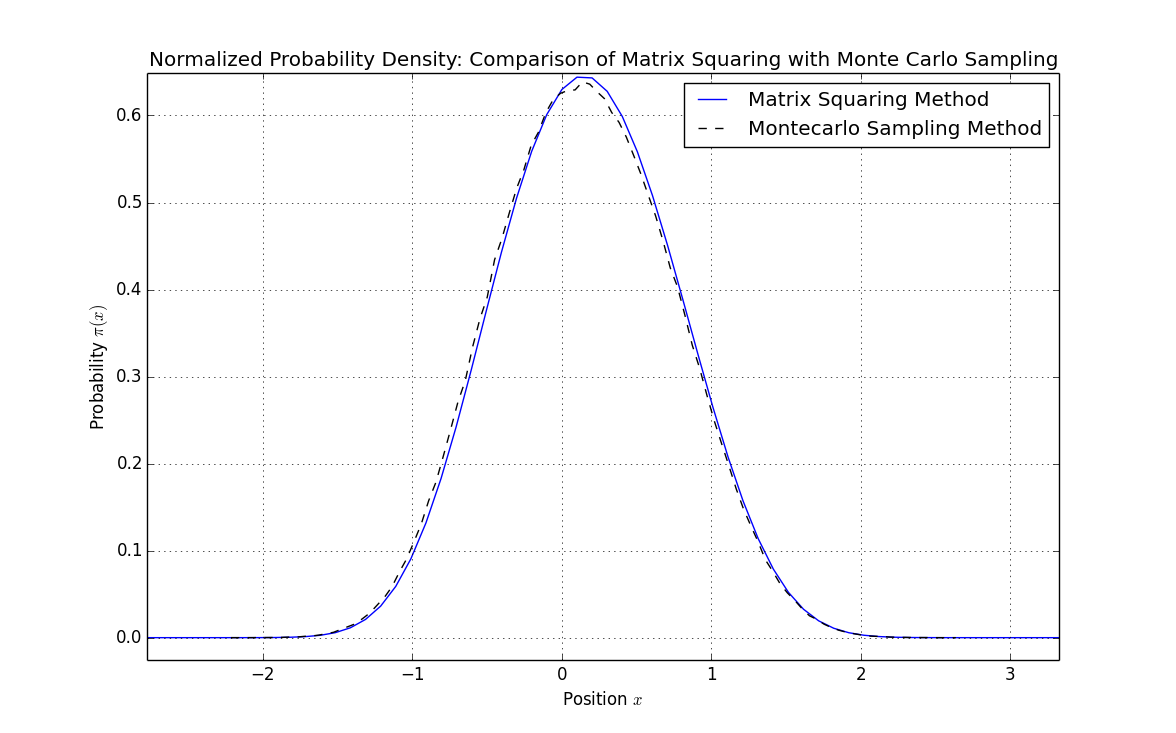 Normalized Probability Density: Comparison of Matrix Squaring with Monte Carlo Sampling
Matrix Squaring Method
Montecarlo Sampling Method
0.6
0.5
0.4
0.3
0.2
0.1
0.0
Probability π(x)
−2 −1 0 1 2 3
Position x